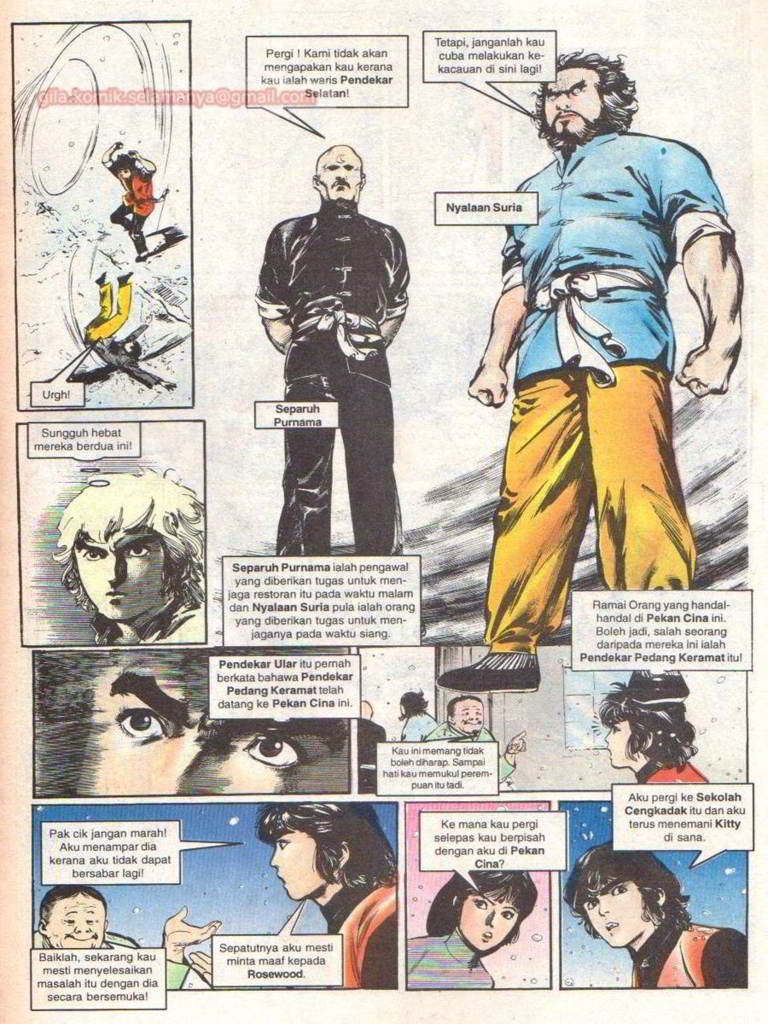 Pergi ! Kami tidak akan
mengapakan kau kerana
kau ialah waris Pendekar
Selatan!
Tetapi, janganlah kau
cuba melakukan ke-
kacauan di sini lagi!
gila.komik.selamanya@gmail.com
Nyalaan Suria
Urgh!
Separuh
Purnama
Sungguh hebat
mereka berdua ini!
Separuh Purnama ialah pengawal
yang diberikan tugas untuk men-
jaga restoran itu pada waktu malam
dan Nyalaan Suria pula ialah orang
yang diberikan tugas untuk men-
jaganya pada waktu siang.
Ramai Orang yang handal-
handal di Pekan Cina ini.
Boleh jadi, salah seorang
daripada mereka ini ialah
Pendekar Pedang Keramat itu!
Pendekar Ular itu pernah
berkata bahawa Pendekar
Pedang Keramat telah
datang ke Pekan Cina ini.
Kau ini memang tidak
boleh diharap. Sampai
hati kau memukul perem-
puan itu tadi.
Pak cik jangan marah!
Aku menampar dia
kerana aku tidak dapat
bersabar lagi!
Baiklah, sekarang kau
mesti menyelesaikan
masalah itu dengan dia
secara bersemuka!
Sepatutnya aku mesti
minta maaf kepada
Rosewood.
Ke mana kau pergi
selepas kau berpisah
dengan aku di Pekan
Cina?
Aku pergi ke Sekolah
Cengkadak itu dan aku
terus menemani Kitty
di sana.